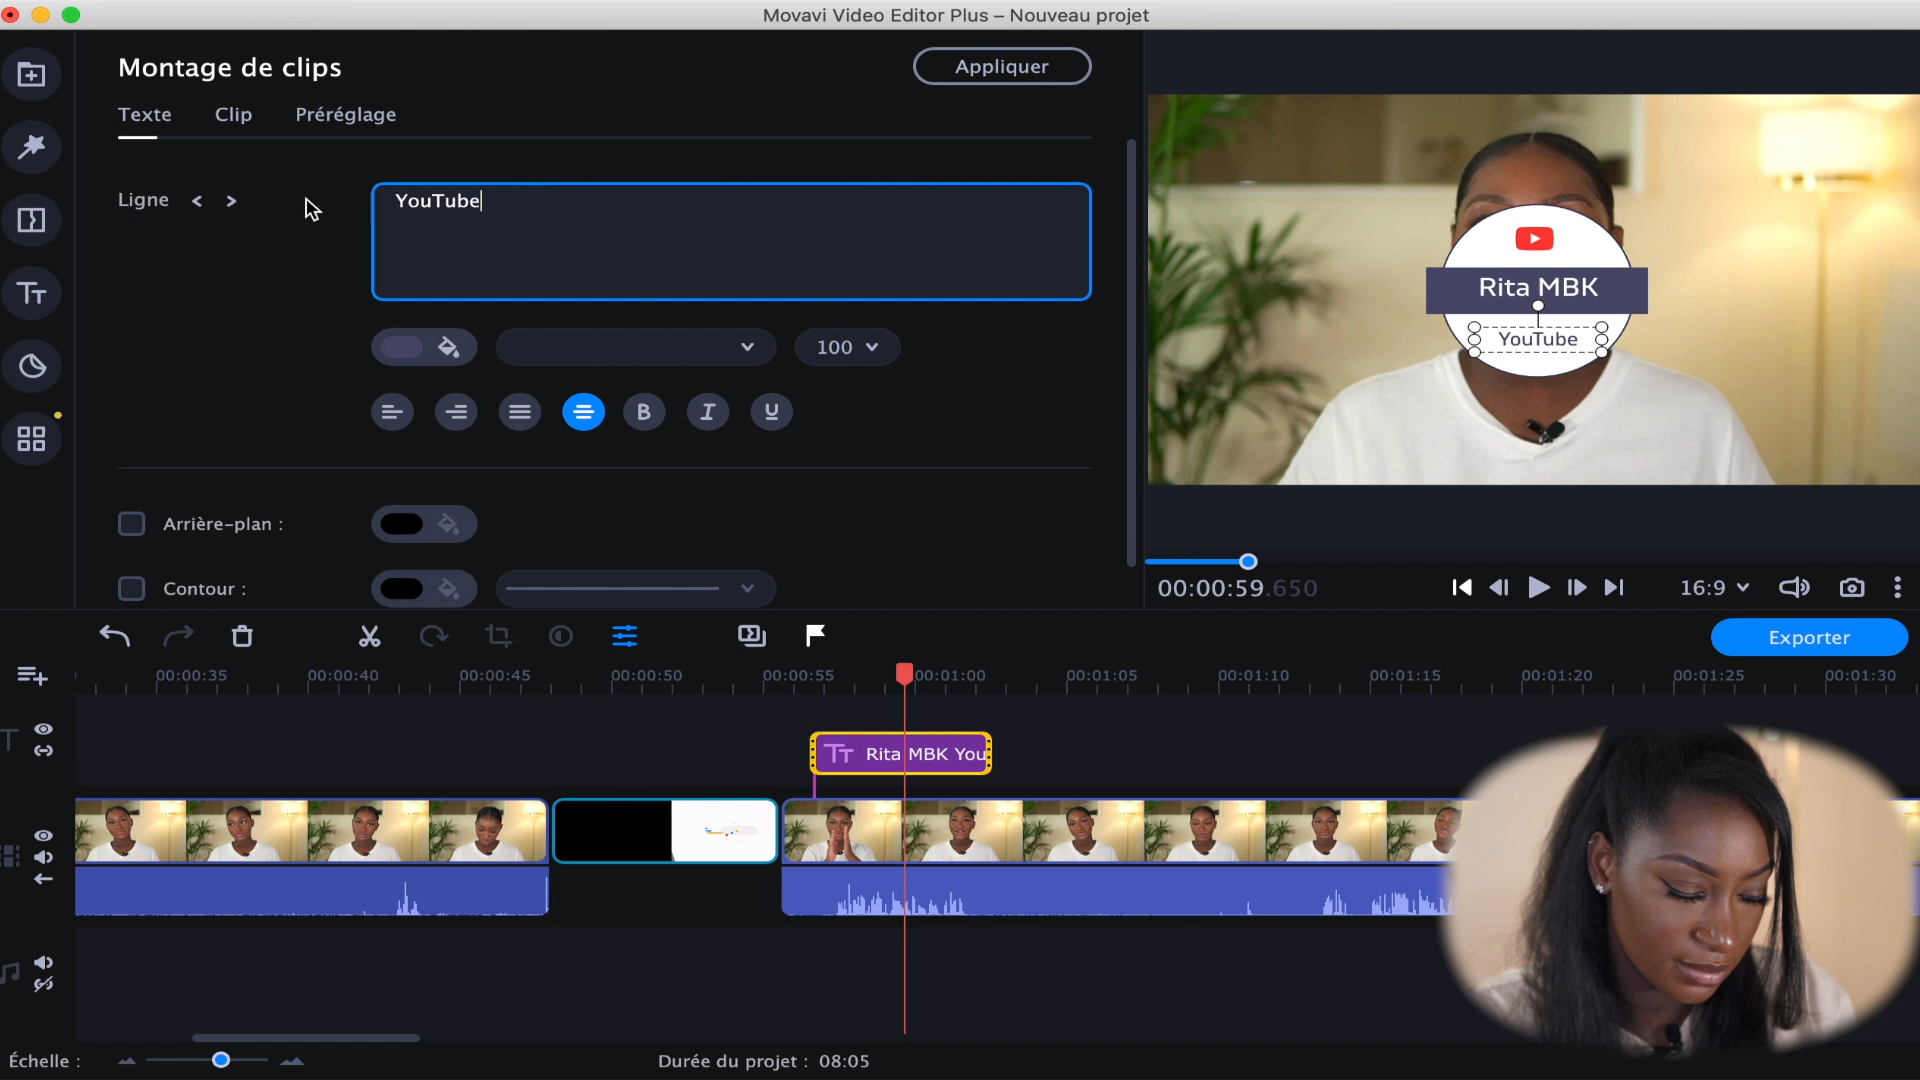 Movavi Video Editor Plus – Nouveau projet
Montage de clips
Appliquer
Texte
Clip
Préréglage
Ligne < >
YouTube
100
B I U
Arrière-plan :
Contour :
Rita MBK
YouTube
00:00:59.650
16:9
Exporter
00:00:35 00:00:40 00:00:45 00:00:50 00:00:55 00:01:00 00:01:05 00:01:10 00:01:15 00:01:20 00:01:25 00:01:30
Tт Rita MBK You
Échelle :
Durée du projet : 08:05